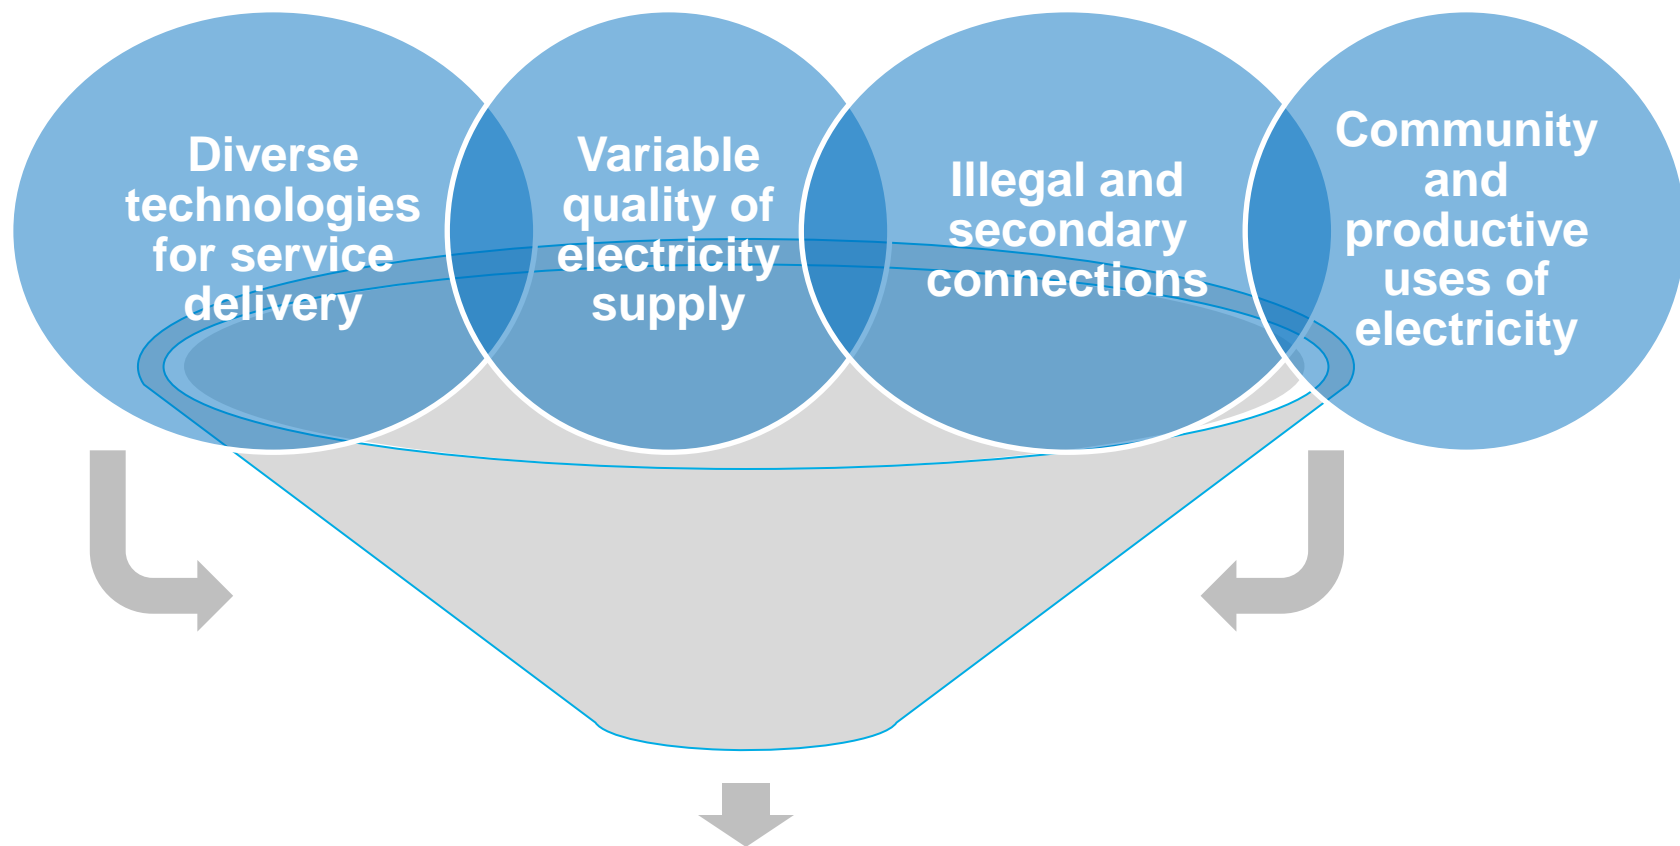 Diverse
technologies
for service
delivery
Variable
quality of
electricity
supply
Illegal and
secondary
connections
Community
and
productive
uses of
electricity